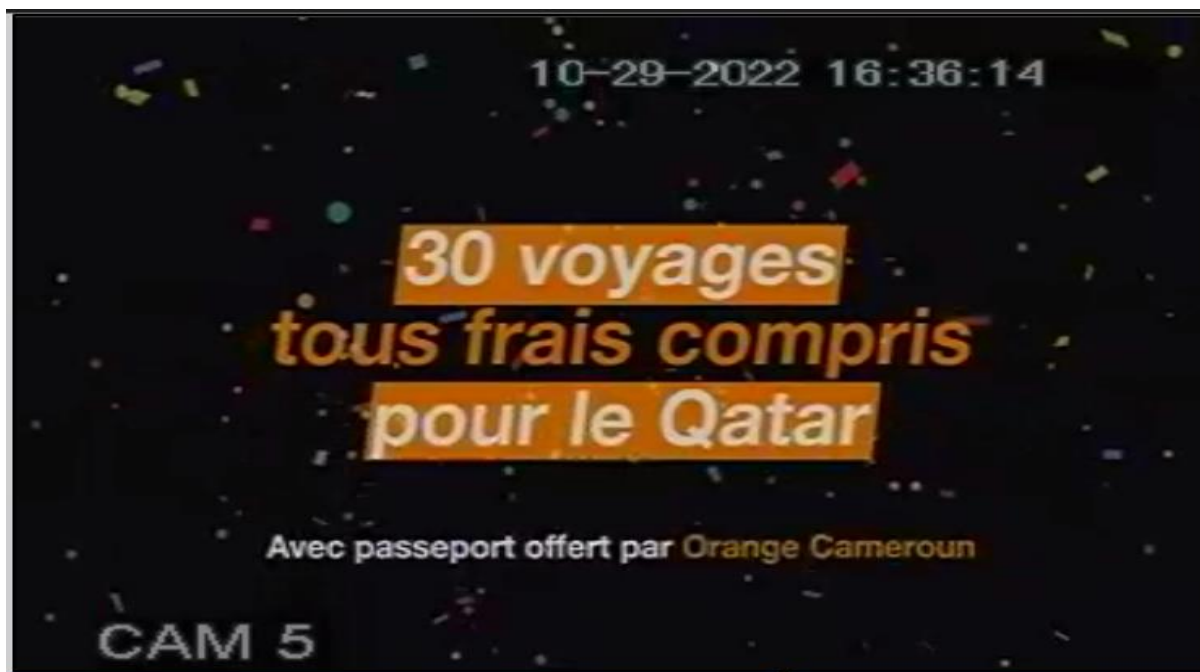 10-29-2022 16:36:14
30 voyages
tous frais compris
pour le Qatar
Avec passeport offert par Orange Cameroun
CAM 5